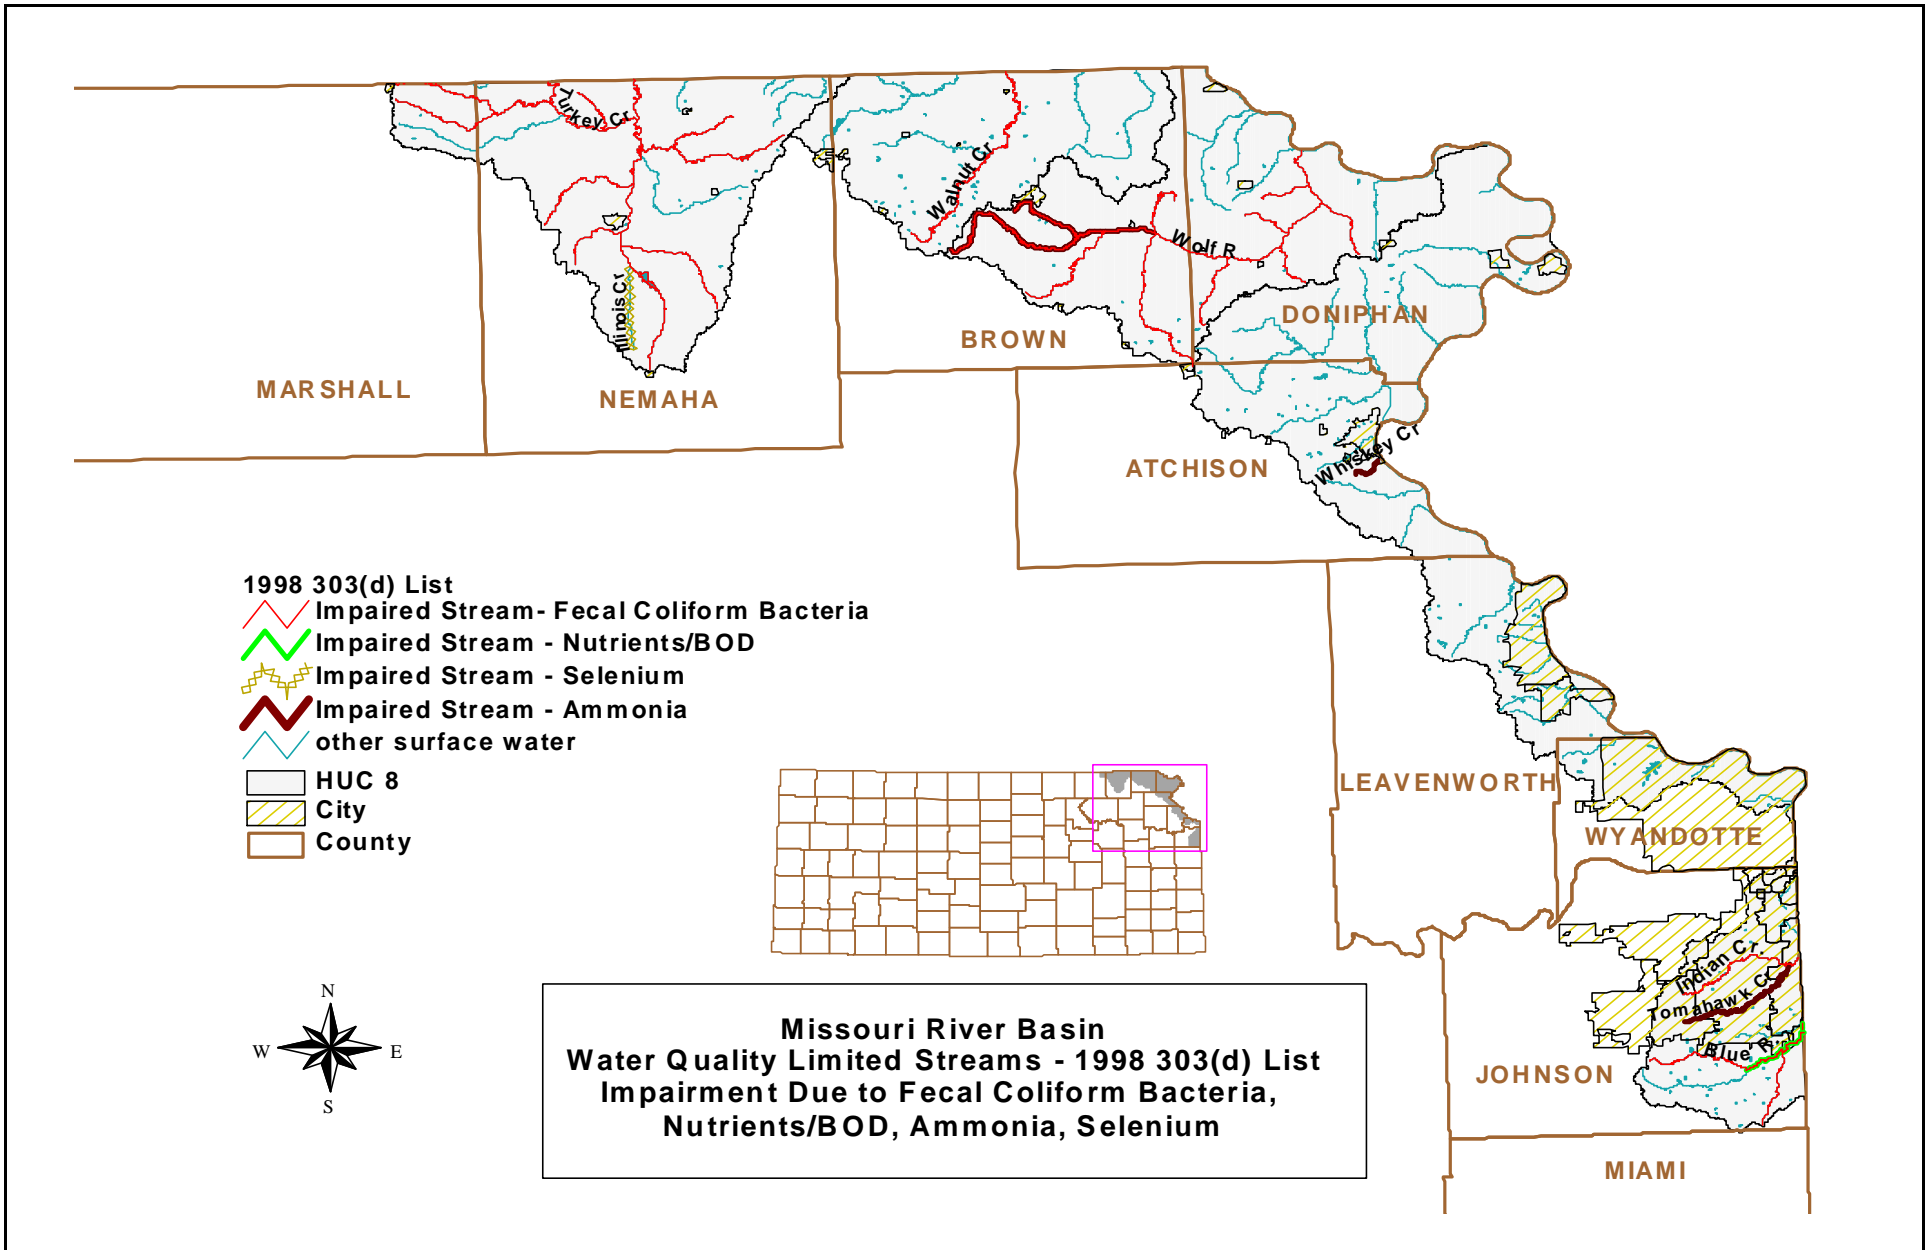 Turkey Cr
Walnut Cr
Wolf R
Illinois Cr
DONIPHAN
BROWN
MARSHALL
NEMAHA
Whiskey Cr
ATCHISON
1998 303(d) List
Impaired Stream- Fecal Coliform Bacteria
Impaired Stream - Nutrients/BOD
Impaired Stream - Selenium
Impaired Stream - Ammonia
other surface water
HUC 8
City
County
LEAVENWORTH
WYANDOTTE
Indian Cr.
Tomahawk Cr
Blue R.
JOHNSON
MIAMI
N
W
E
S
Missouri River Basin
Water Quality Limited Streams - 1998 303(d) List
Impairment Due to Fecal Coliform Bacteria,
Nutrients/BOD, Ammonia, Selenium